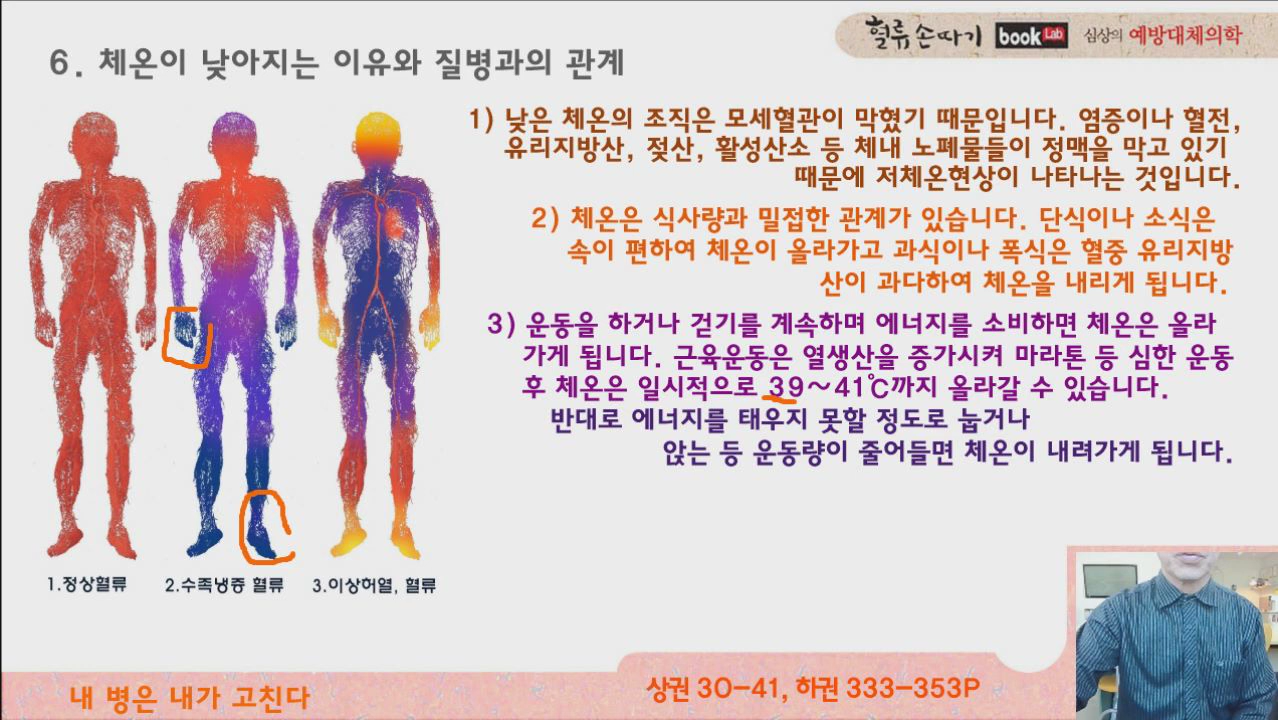 혈류 손따기 book Lab 심상의 예방대체의학
6. 체온이 낮아지는 이유와 질병과의 관계
1) 낮은 체온의 조직은 모세혈관이 막혔기 때문입니다. 염증이나 혈전,
유리지방산, 젖산, 활성산소 등 체내 노폐물들이 정맥을 막고 있기
때문에 저체온현상이 나타나는 것입니다.
2) 체온은 식사량과 밀접한 관계가 있습니다. 단식이나 소식은
속이 편하여 체온이 올라가고 과식이나 폭식은 혈중 유리지방
산이 과다하여 체온을 내리게 됩니다.
3) 운동을 하거나 걷기를 계속하며 에너지를 소비하면 체온은 올라
가게 됩니다. 근육운동은 열생산을 증가시켜 마라톤 등 심한 운동
후 체온은 일시적으로 39~41℃까지 올라갈 수 있습니다.
반대로 에너지를 태우지 못할 정도로 눕거나
앉는 등 운동량이 줄어들면 체온이 내려가게 됩니다.
1.정상혈류 2.수족냉증 혈류 3.이상허열, 혈류
내 병은 내가 고친다
상권 30-41, 하권 333-353P